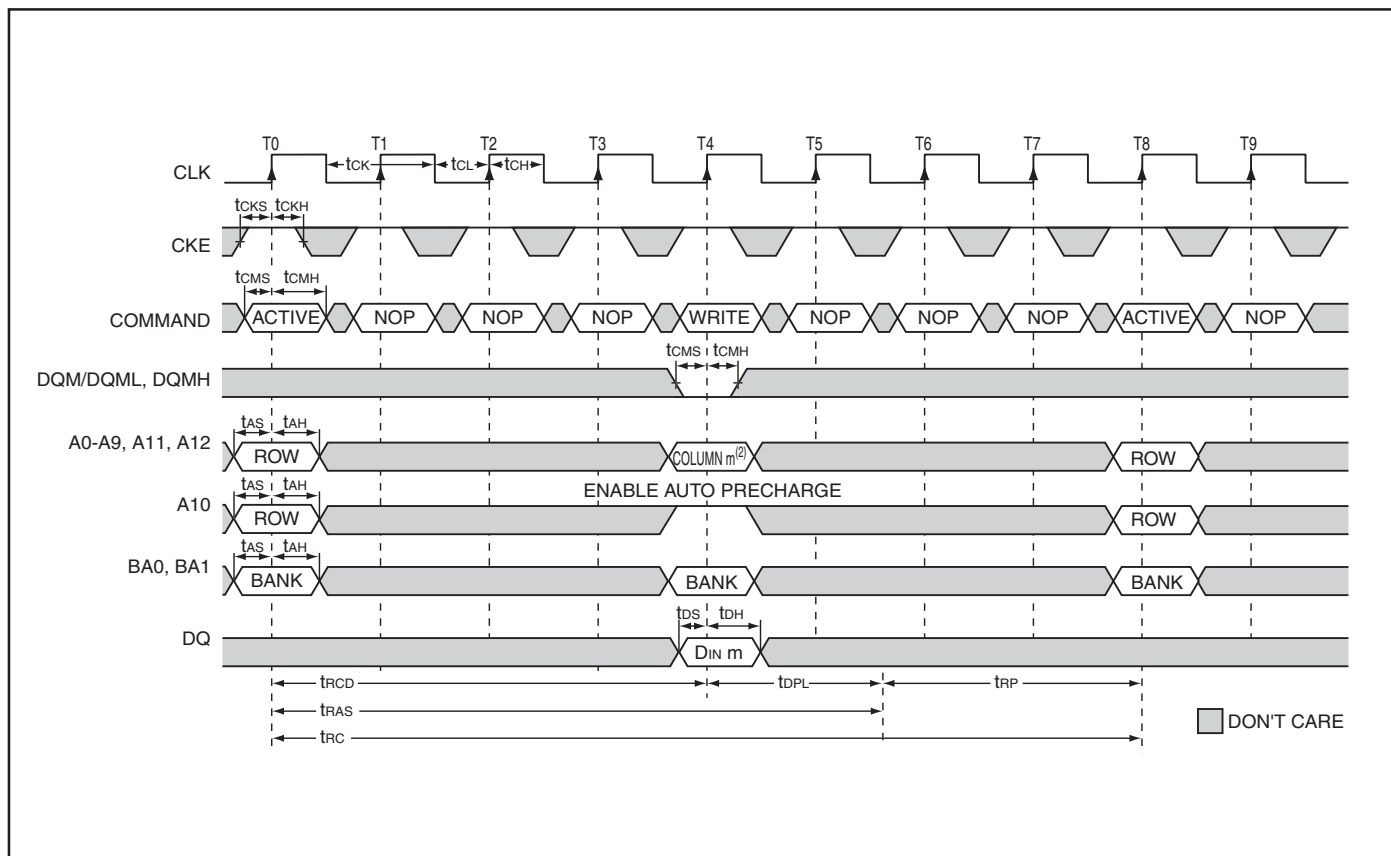 T0 T1 T2 T3 T4 T5 T6 T7 T8 T9
CLK tCK tCL tCH
tCKS tCKH
CKE
tCMS tCMH
COMMAND ACTIVE NOP NOP NOP WRITE NOP NOP NOP ACTIVE NOP
tCMS tCMH
DQM/DQML, DQMH
tAS tAH
A0-A9, A11, A12 ROW COLUMN m(2) ROW
tAS tAH ENABLE AUTO PRECHARGE
A10 ROW ROW
tAS tAH
BA0, BA1 BANK BANK BANK
tDS tDH
DQ DIN m
tRCD tDPL tRP
tRAS
DON'T CARE
tRC